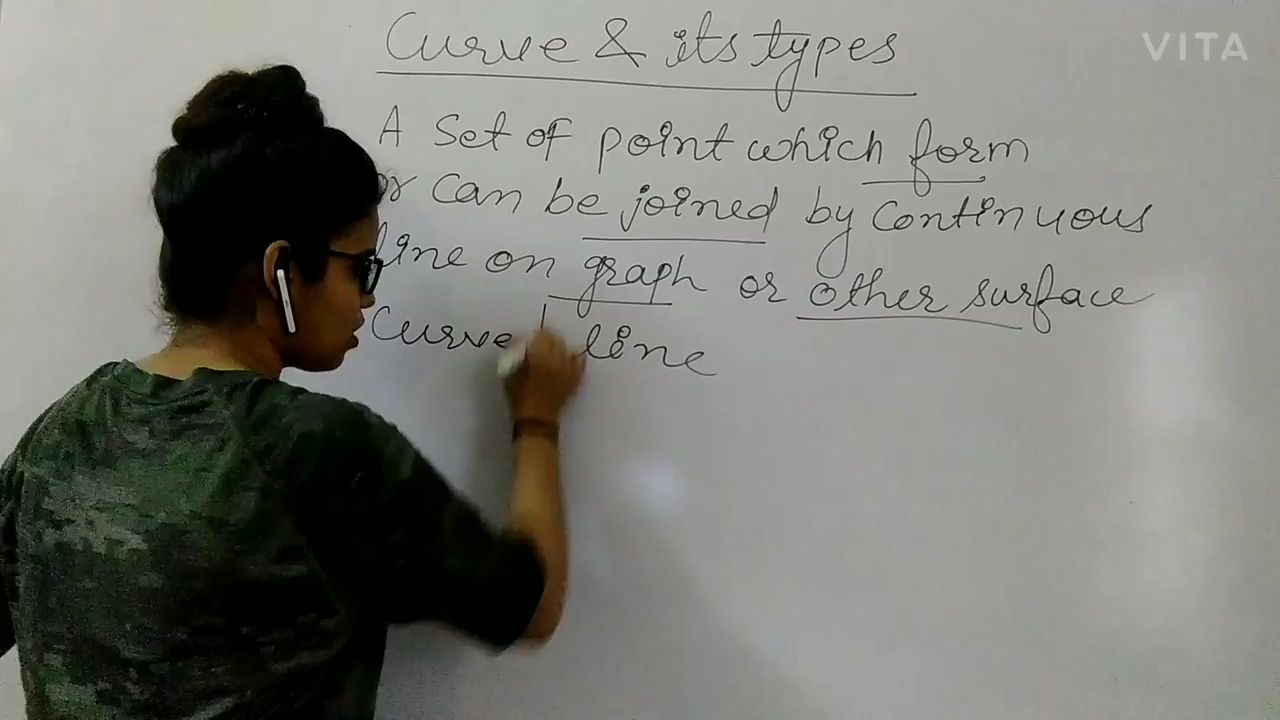 Curve & its types
VITA
A Set of point which form
or can be joined by continuous
line on graph or other surface
Curve line